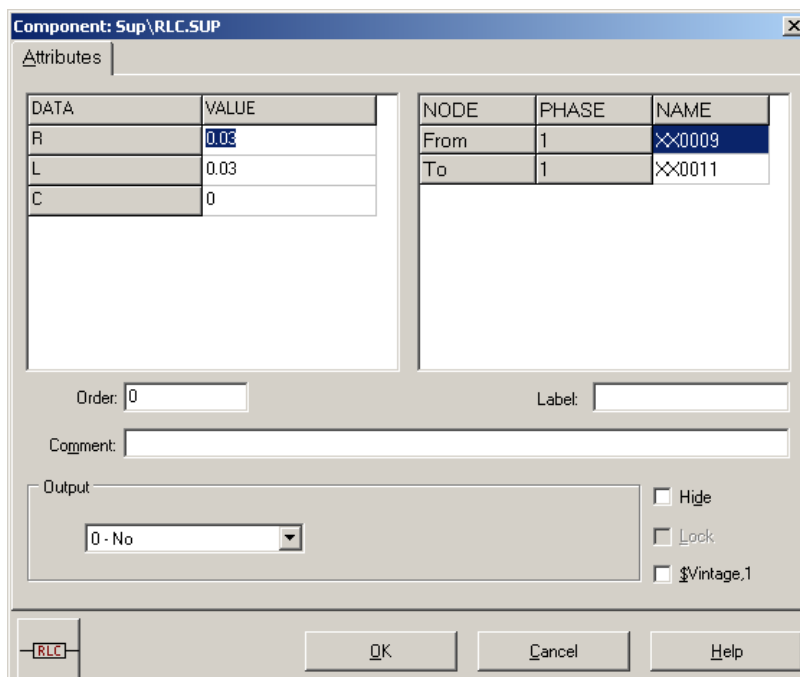 Component: Sup\RLC.SUP
Attributes
DATA VALUE
R 0.03
L 0.03
C 0
NODE PHASE NAME
From 1 XX0009
To 1 XX0011
Order: 0
Label:
Comment:
Output
0 - No
Hide
Lock
$Vintage,1
RLC
OK
Cancel
Help